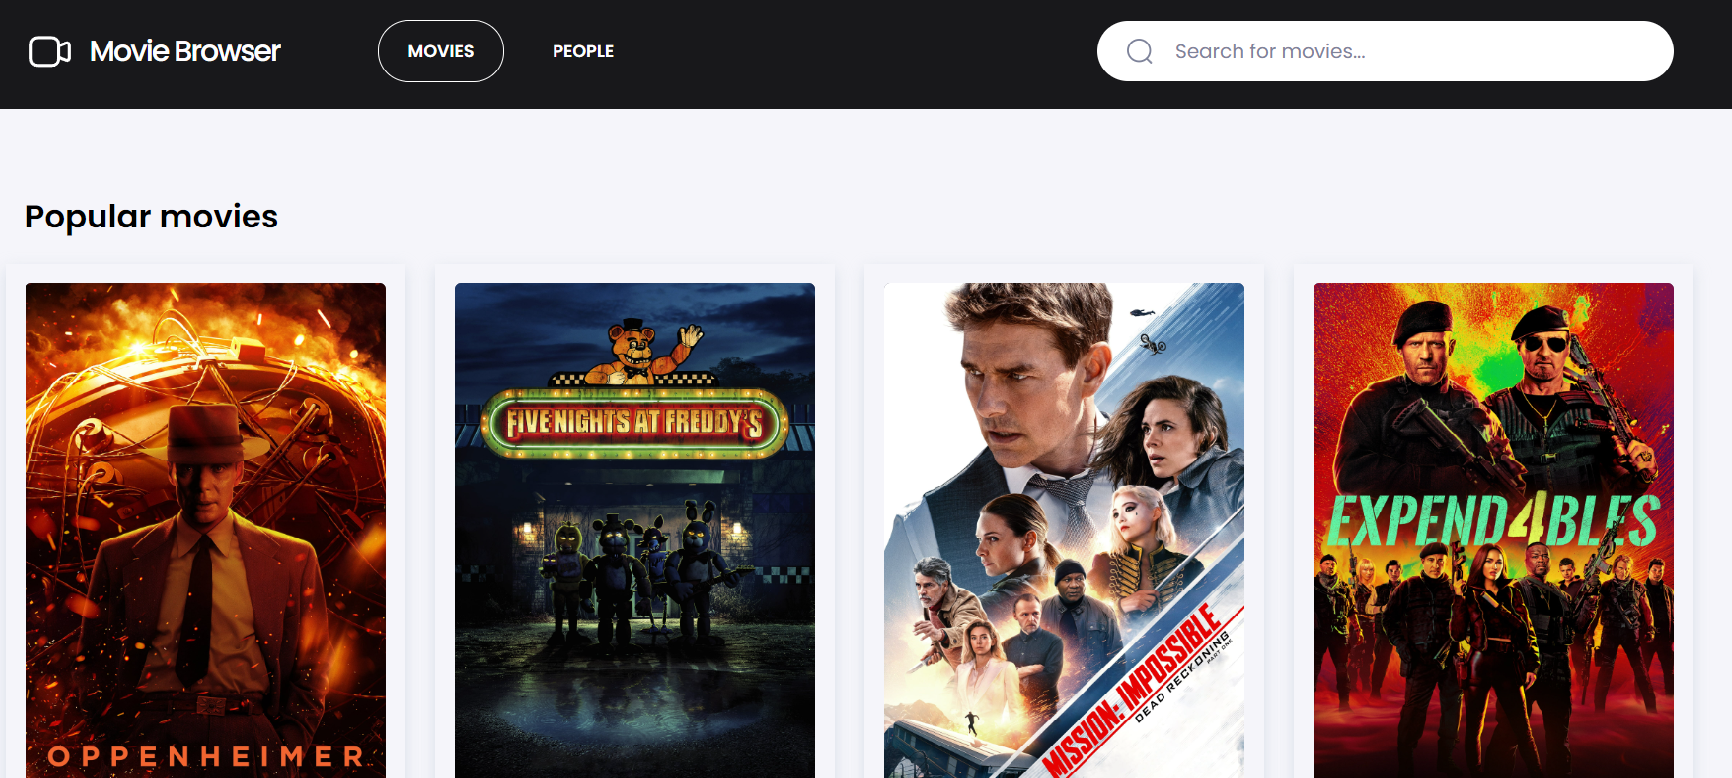 Movie Browser
MOVIES
PEOPLE
Search for movies...
Popular movies
OPPENHEIMER
FIVE NIGHTS AT FREDDY'S
MISSION: IMPOSSIBLE
DEAD RECKONING
PART ONE
EXPEND4BLES